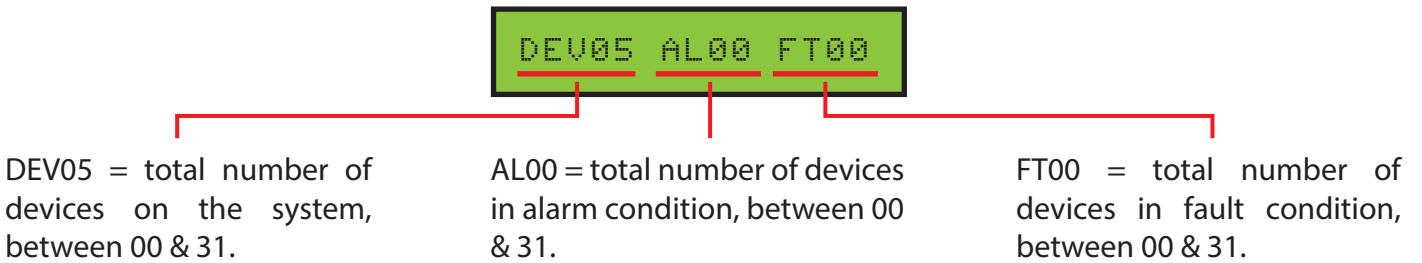 DEV05 AL00 FT00
DEV05 = total number of
devices on the system,
between 00 & 31.
AL00 = total number of devices
in alarm condition, between 00
& 31.
FT00 = total number of
devices in fault condition,
between 00 & 31.